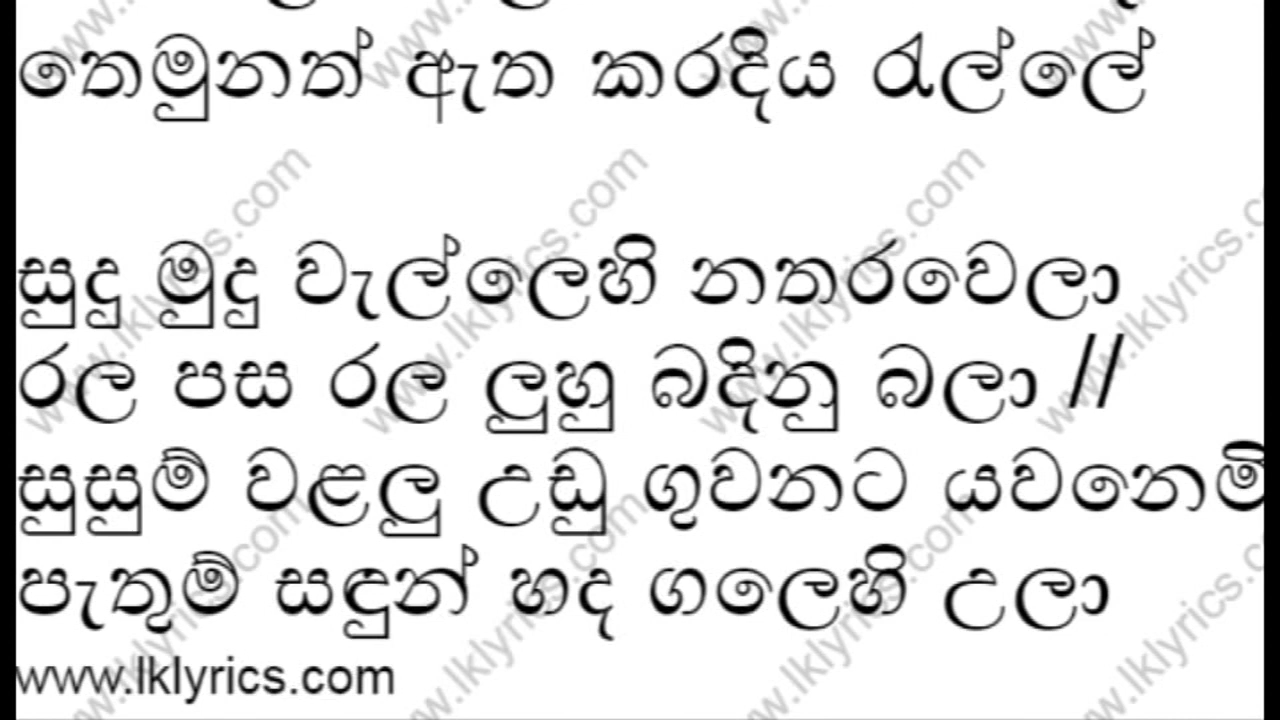 තෙමුනත් ඇත කරදිය රැල්ලේ
සුදු මුදු වැල්ලෙහි නතරවෙලා
රල පස රල ලුහු බදිනු බලා //
සුසුම් වළලු උඩු ගුවනට යවනෙමි
පැතුම් සඳුන් හද ගලෙහි උලා
www.lklyrics.com